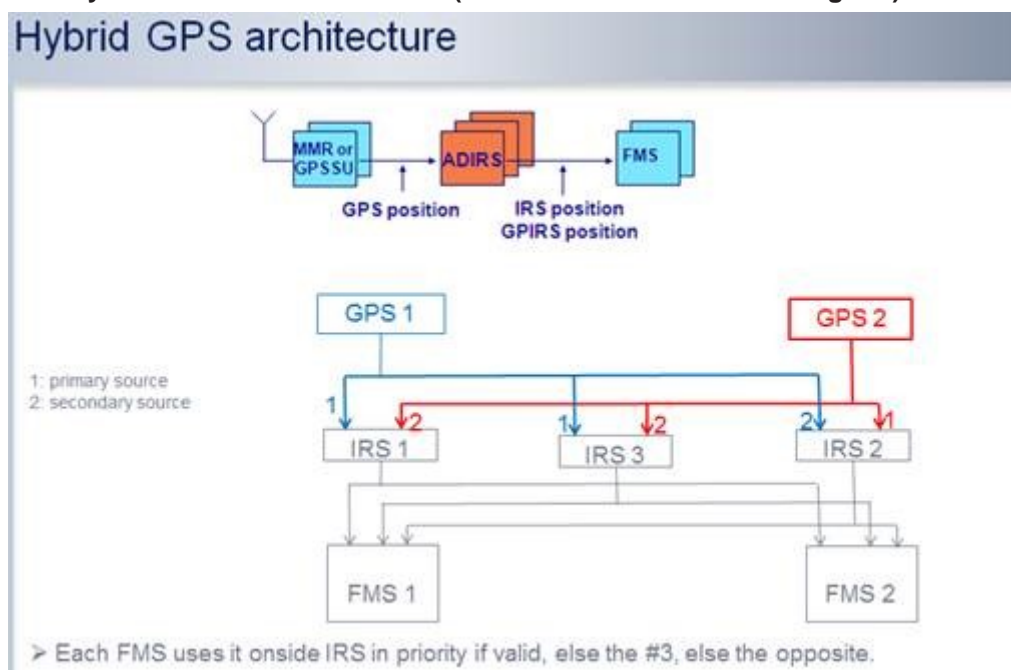 Hybrid GPS architecture
MMR or
GPSSU
ADIRS
FMS
GPS position
IRS position
GPIRS position
GPS 1
GPS 2
1: primary source
2: secondary source
1
2
1
2
2
1
IRS 1
IRS 3
IRS 2
FMS 1
FMS 2
➤ Each FMS uses it onside IRS in priority if valid, else the #3, else the opposite.